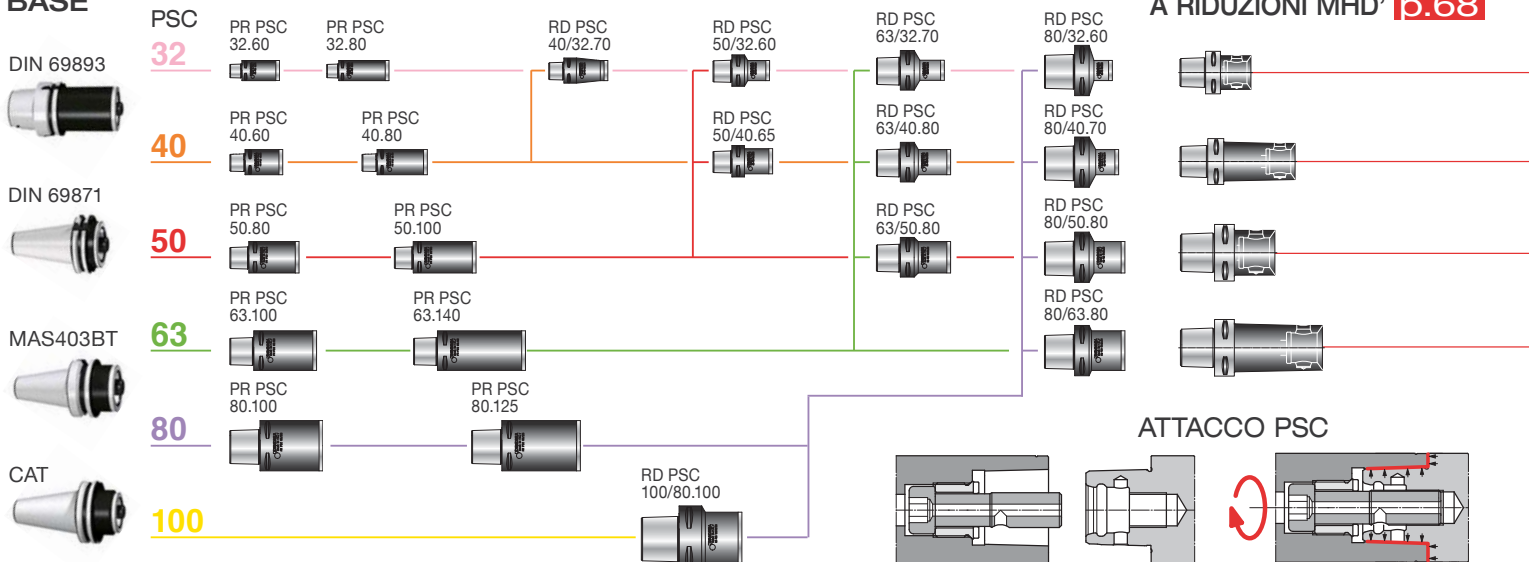 BASE
A RIDUZIONI MHD' p.68
PSC
DIN 69893
DIN 69871
MAS403BT
CAT
32
PR PSC
32.60
PR PSC
32.80
RD PSC
40/32.70
RD PSC
50/32.60
RD PSC
63/32.70
RD PSC
80/32.60
40
PR PSC
40.60
PR PSC
40.80
RD PSC
50/40.65
RD PSC
63/40.80
RD PSC
80/40.70
50
PR PSC
50.80
PR PSC
50.100
RD PSC
63/50.80
RD PSC
80/50.80
63
PR PSC
63.100
PR PSC
63.140
RD PSC
80/63.80
80
PR PSC
80.100
PR PSC
80.125
100
RD PSC
100/80.100
ATTACCO PSC